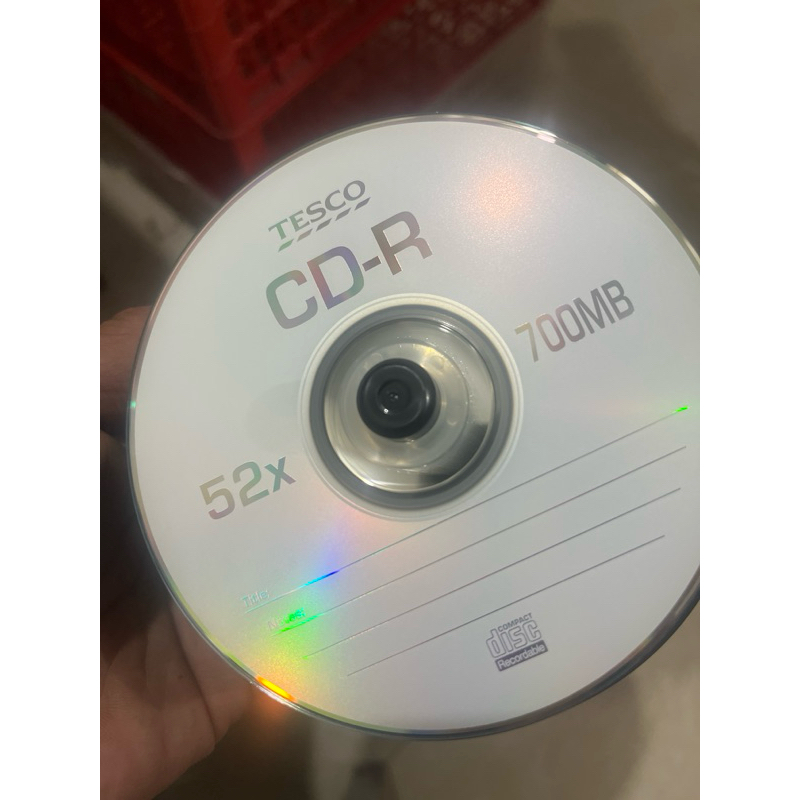 TESCO
CD-R
700MB
52x
Title:
COMPACT
disc
Recordable